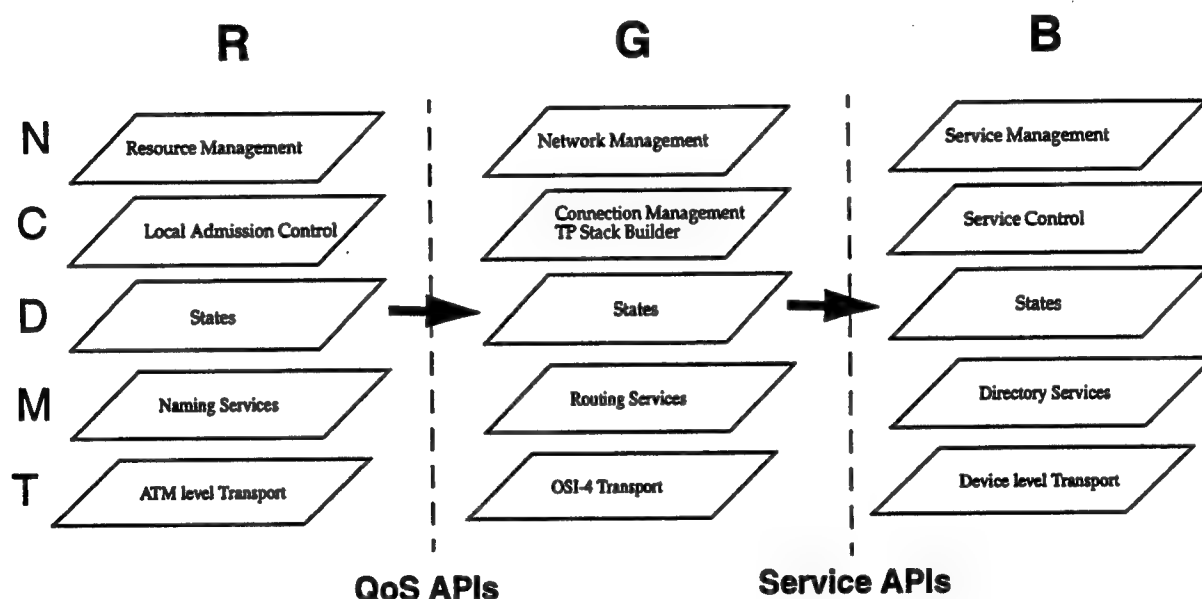 R
G
B
N
Resource Management
Network Management
Service Management
C
Local Admission Control
Connection Management
TP Stack Builder
Service Control
D
States
States
States
M
Naming Services
Routing Services
Directory Services
T
ATM level Transport
OSI-4 Transport
Device level Transport
QoS APIs
Service APIs